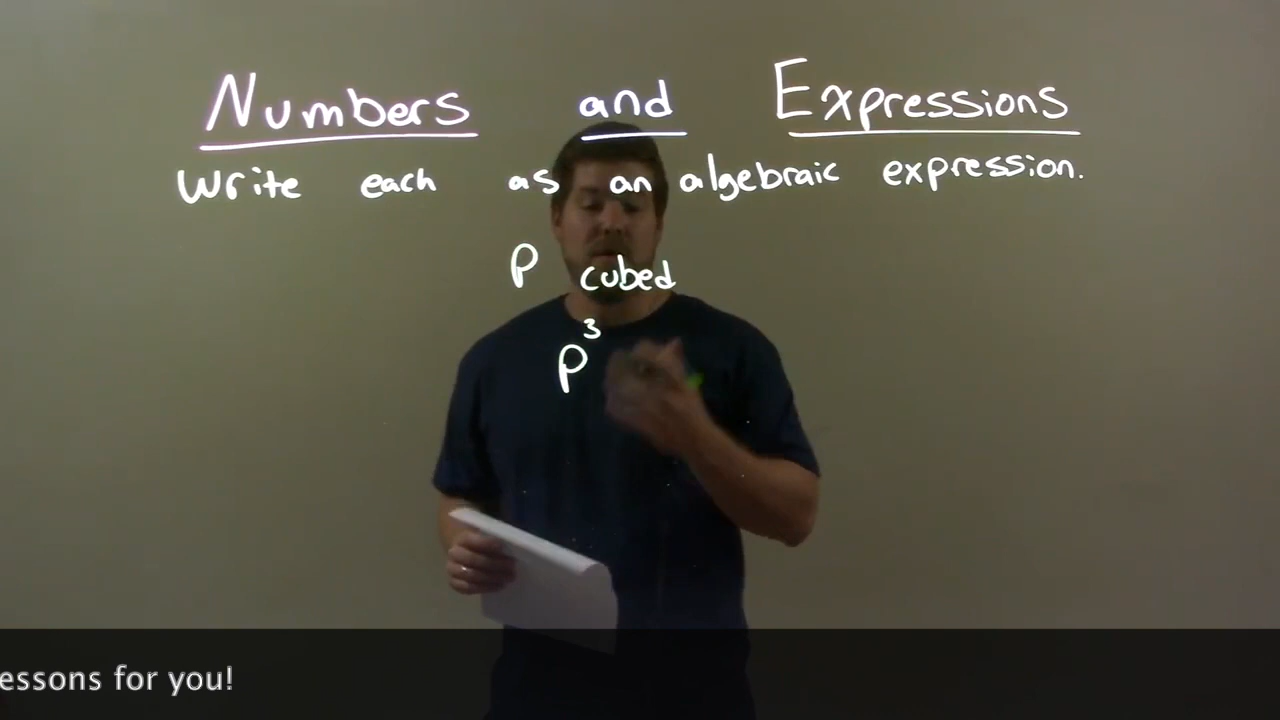 Numbers and Expressions
Write each as an algebraic expression.
P cubed
P³
essons for you!